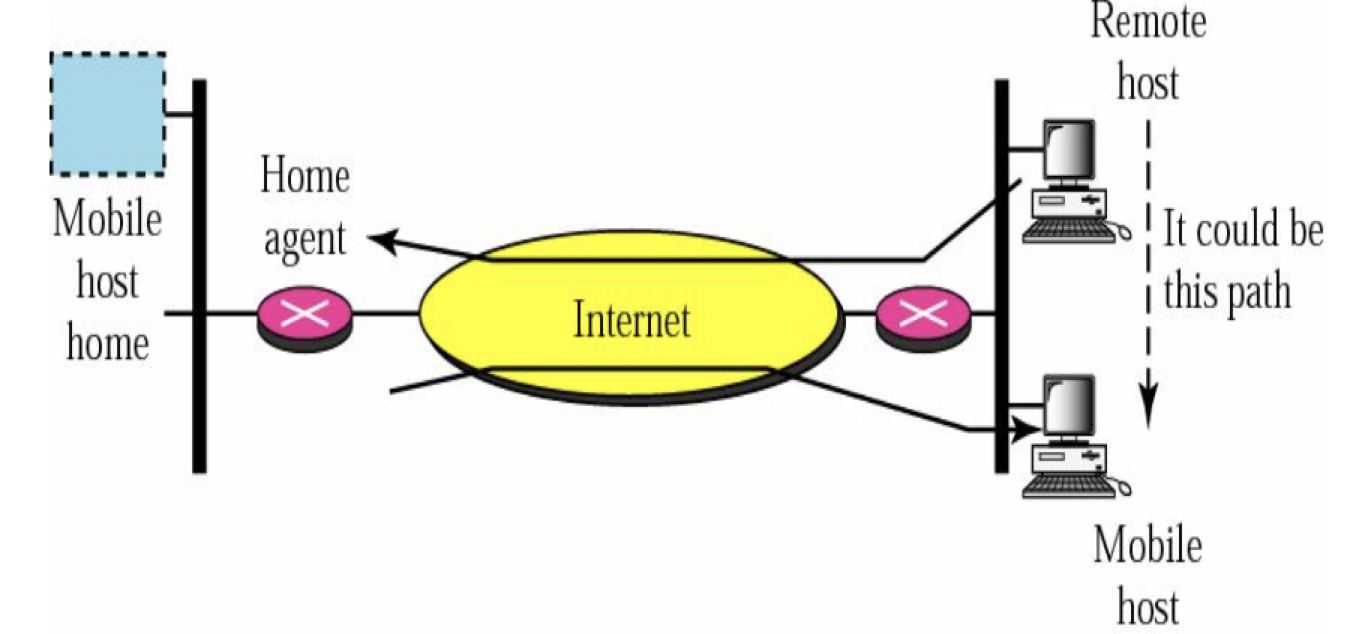 Remote
host
Home
agent
Mobile
host
home
Internet
It could be
this path
Mobile
host